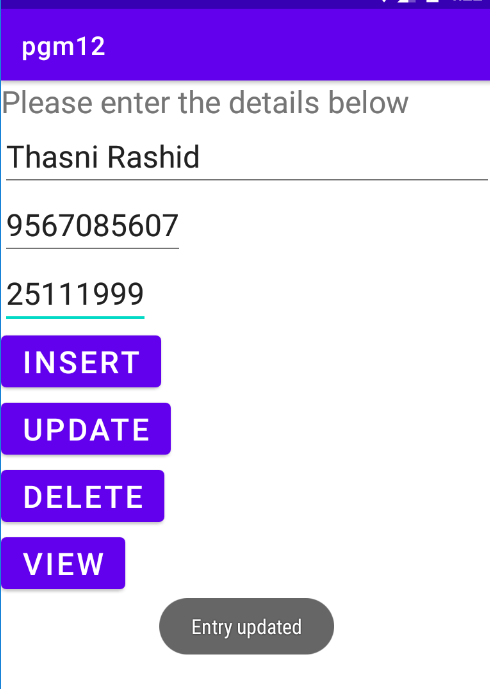 pgm12
Please enter the details below
Thasni Rashid
9567085607
25111999
INSERT
UPDATE
DELETE
VIEW
Entry updated